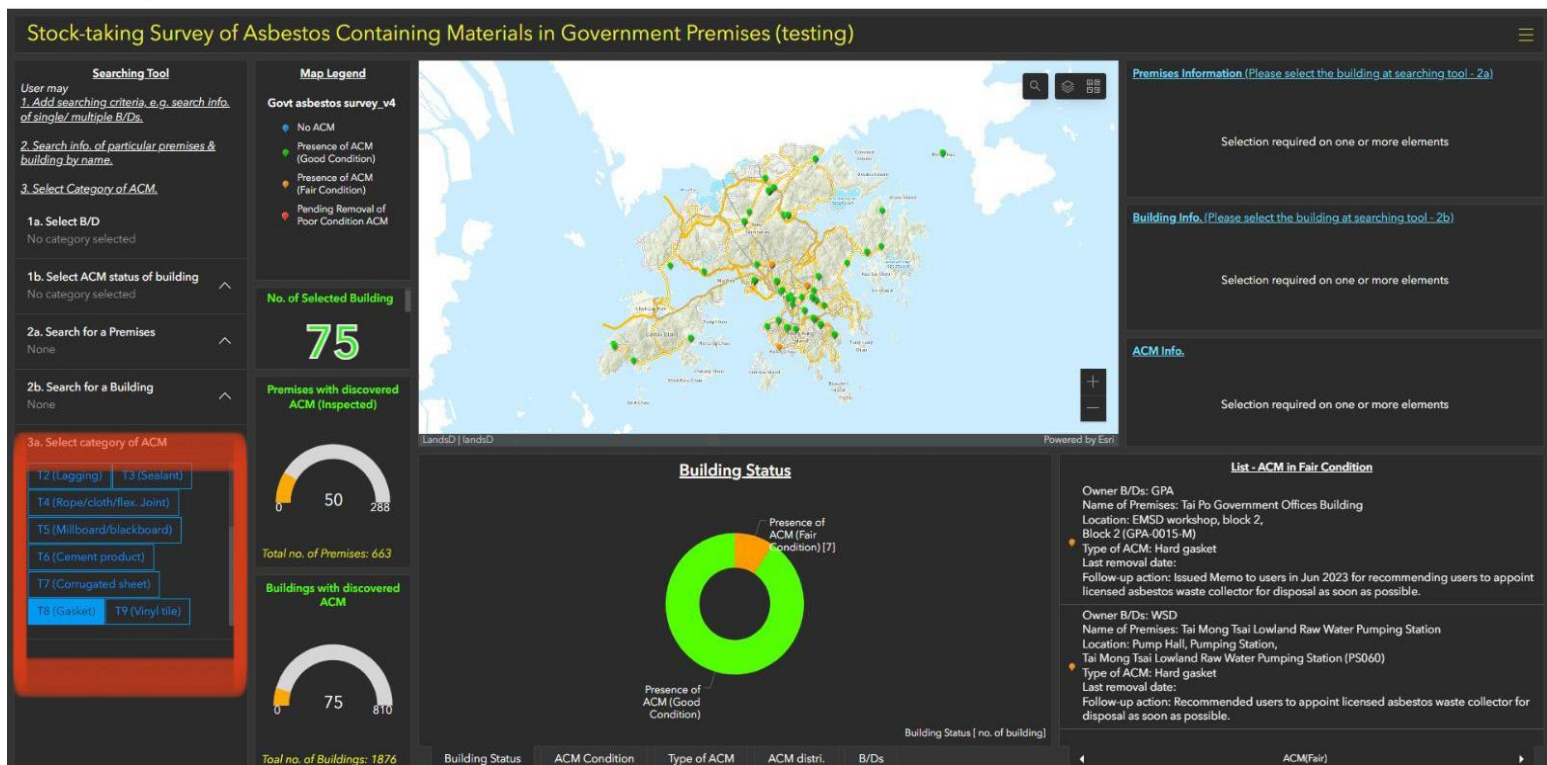 Stock-taking Survey of Asbestos Containing Materials in Government Premises (testing)
Searching Tool
User may
1. Add searching criteria, e.g. search info.
of single/ multiple B/Ds.
2. Search info. of particular premises &
building by name.
3. Select Category of ACM.
1a. Select B/D
No category selected
1b. Select ACM status of building
No category selected
2a. Search for a Premises
None
2b. Search for a Building
None
3a. Select category of ACM
T2 (Lagging) T3 (Sealant)
T4 (Rope/cloth/flex. Joint)
T5 (Millboard/blackboard)
T6 (Cement product)
T7 (Corrugated sheet)
T8 (Gasket) T9 (Vinyl tile)
Map Legend
Govt asbestos survey_v4
No ACM
Presence of ACM
(Good Condition)
Presence of ACM
(Fair Condition)
Pending Removal of
Poor Condition ACM
No. of Selected Building
75
Premises with discovered
ACM (Inspected)
50
0 288
Total no. of Premises: 663
Buildings with discovered
ACM
75
0 810
Toal no. of Buildings: 1876
LandsD | landsD
Powered by Esri
Building Status
Presence of
ACM (Fair
Condition) [7]
Presence of
ACM (Good
Condition)
Building Status [ no. of building]
Building Status ACM Condition Type of ACM ACM distri. B/Ds
Premises Information (Please select the building at searching tool - 2a)
Selection required on one or more elements
Building Info. (Please select the building at searching tool - 2b)
Selection required on one or more elements
ACM Info.
Selection required on one or more elements
List - ACM in Fair Condition
Owner B/Ds: GPA
Name of Premises: Tai Po Government Offices Building
Location: EMSD workshop, block 2,
Block 2 (GPA-0015-M)
Type of ACM: Hard gasket
Last removal date:
Follow-up action: Issued Memo to users in Jun 2023 for recommending users to appoint
licensed asbestos waste collector for disposal as soon as possible.
Owner B/Ds: WSD
Name of Premises: Tai Mong Tsai Lowland Raw Water Pumping Station
Location: Pump Hall, Pumping Station,
Tai Mong Tsai Lowland Raw Water Pumping Station (PS060)
Type of ACM: Hard gasket
Last removal date:
Follow-up action: Recommended users to appoint licensed asbestos waste collector for
disposal as soon as possible.
ACM(Fair)